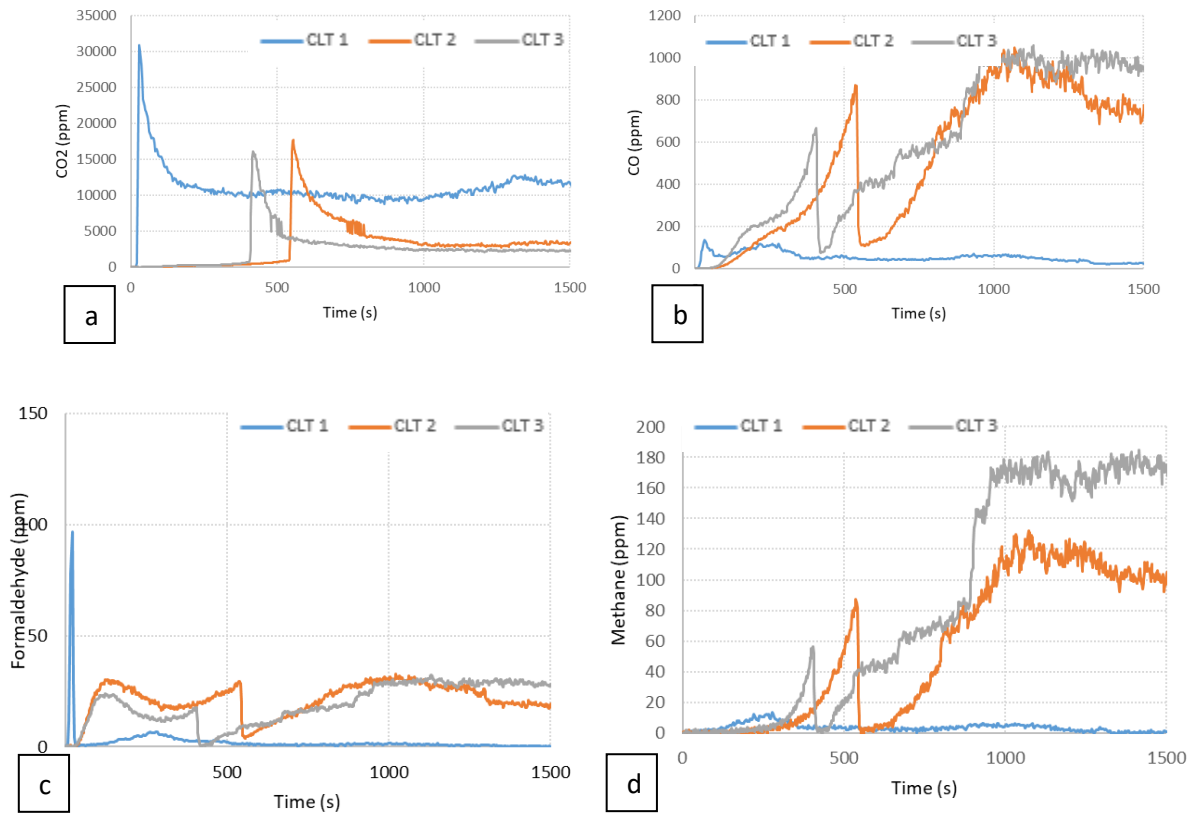 35000
30000
25000
20000
15000
10000
5000
0
CO2 (ppm)
CLT 1 CLT 2 CLT 3
0 500 1000 1500
Time (s)
a
1200
1000
800
600
400
200
0
CO (ppm)
CLT 1 CLT 2 CLT 3
500 1000 1500
Time (s)
b
150
100
50
0
Formaldehyde (ppm)
CLT 1 CLT 2 CLT 3
500 1000 1500
Time (s)
c
200
180
160
140
120
100
80
60
40
20
0
Methane (ppm)
CLT 1 CLT 2 CLT 3
0 500 1000 1500
Time (s)
d